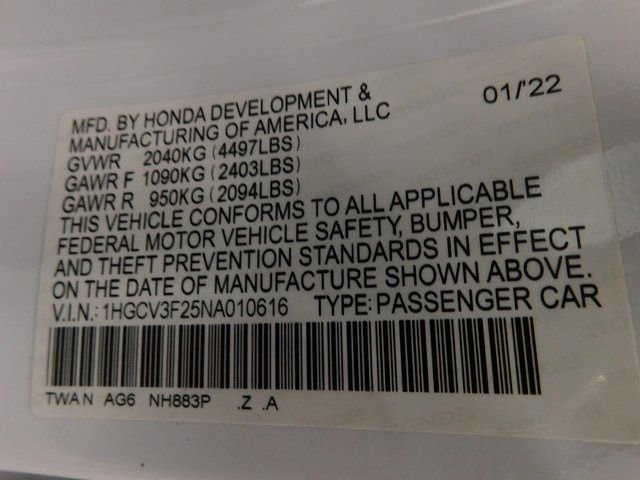 MFD. BY HONDA DEVELOPMENT & 01/'22
MANUFACTURING OF AMERICA, LLC
GVWR 2040KG (4497LBS)
GAWR F 1090KG (2403LBS)
GAWR R 950KG (2094LBS)
THIS VEHICLE CONFORMS TO ALL APPLICABLE
FEDERAL MOTOR VEHICLE SAFETY, BUMPER,
AND THEFT PREVENTION STANDARDS IN EFFECT
ON THE DATE OF MANUFACTURE SHOWN ABOVE.
V.I.N.: 1HGCV3F25NA010616 TYPE: PASSENGER CAR
TWA N AG6 NH883P .Z .A